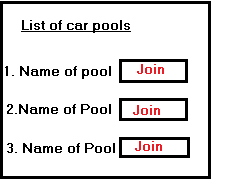 List of car pools
1. Name of pool Join
2.Name of Pool Join
3. Name of Pool Join